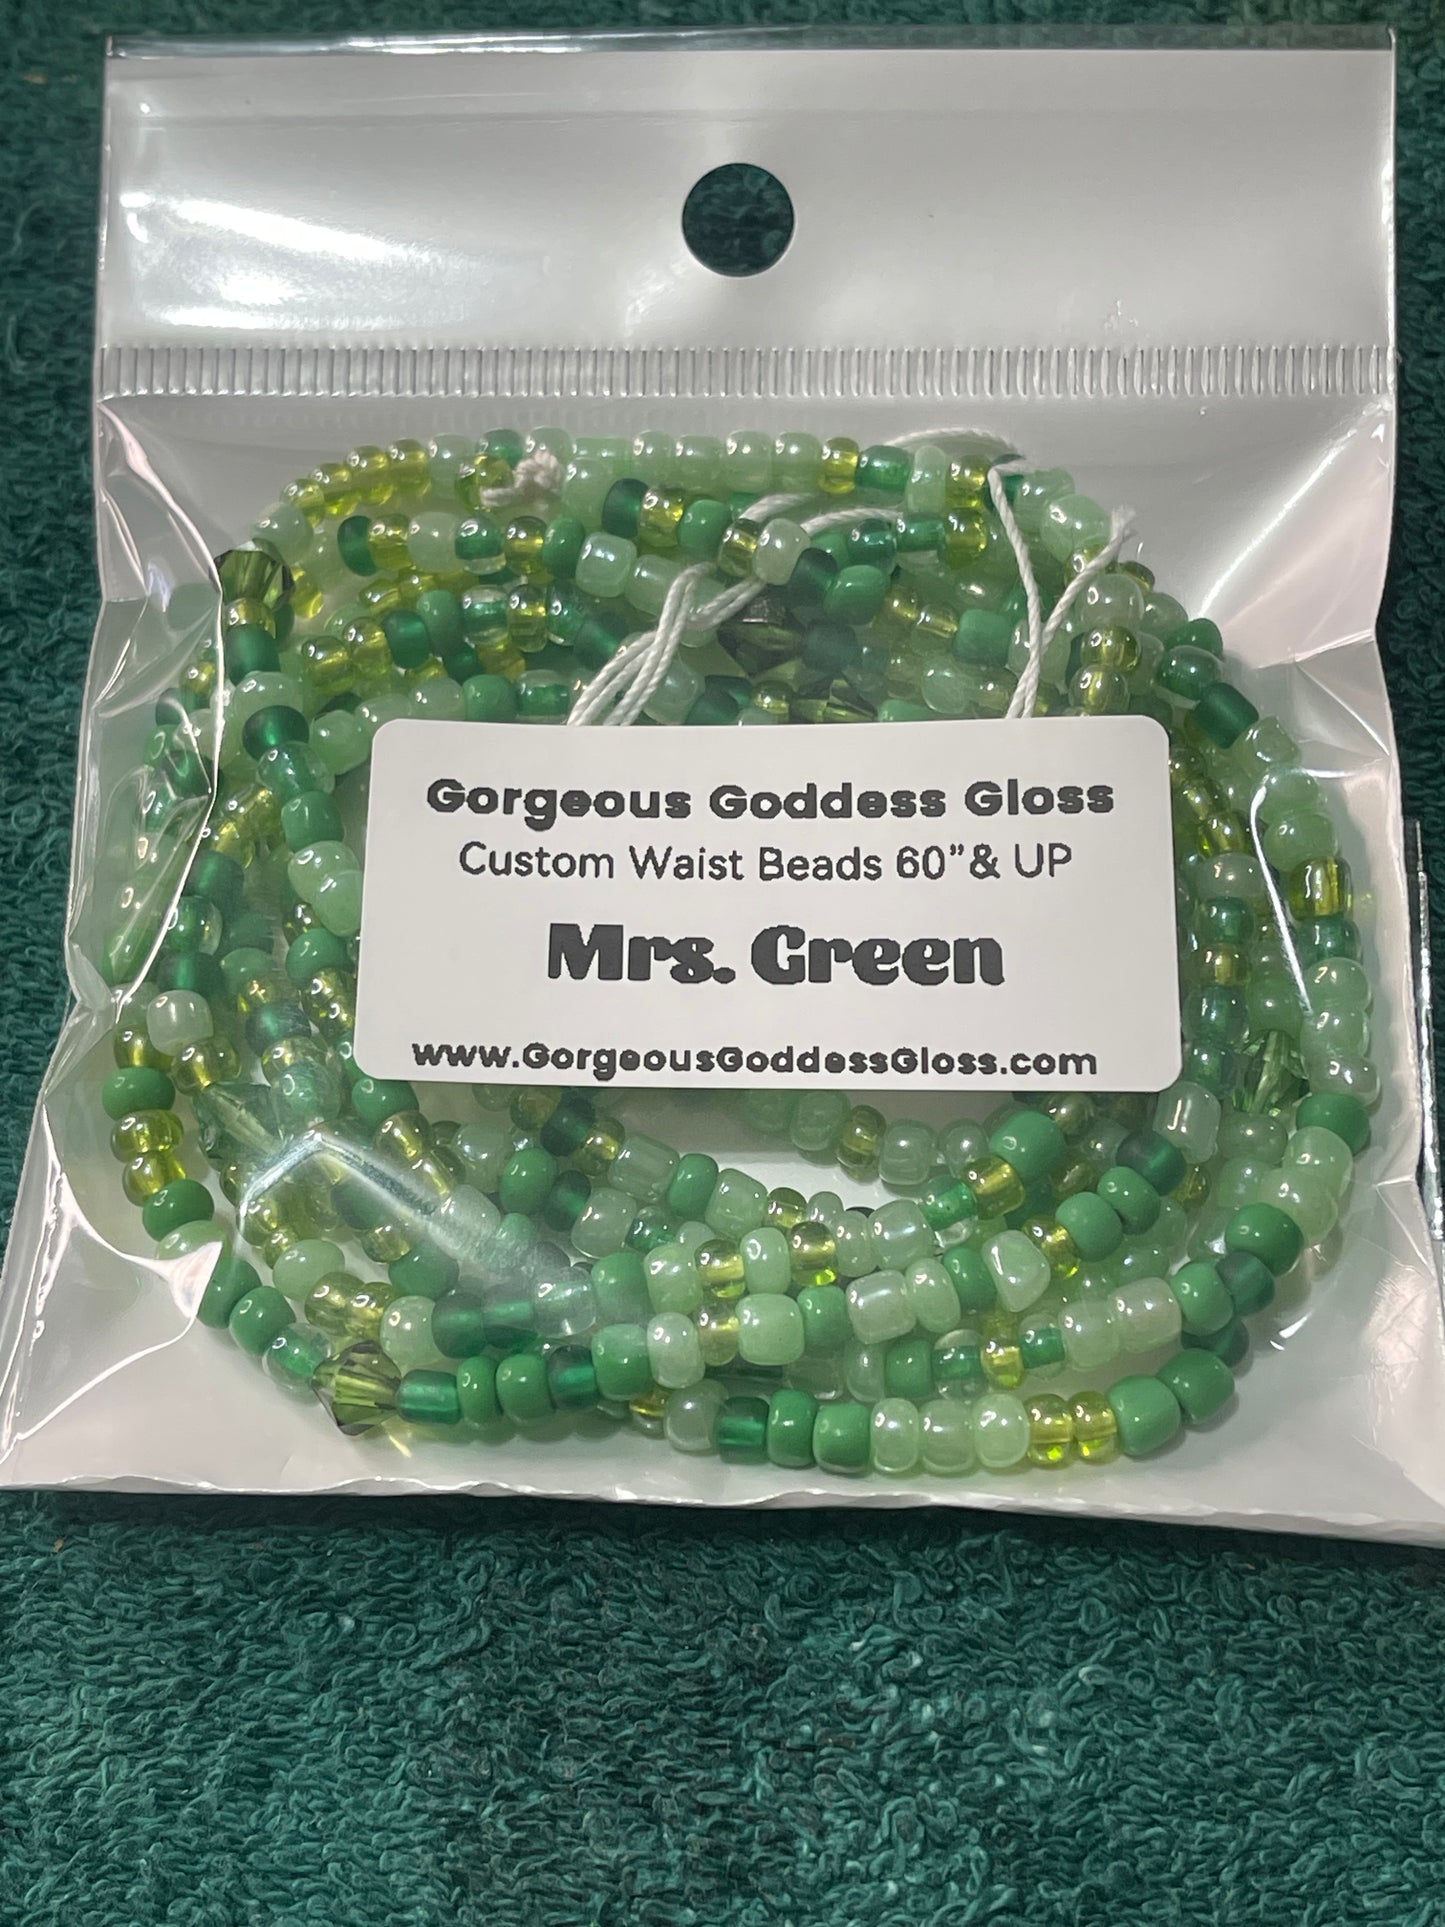 Gorgeous Goddess Gloss
Custom Waist Beads 60”& UP
Mrs. Green
www.GorgeousGoddessGloss.com